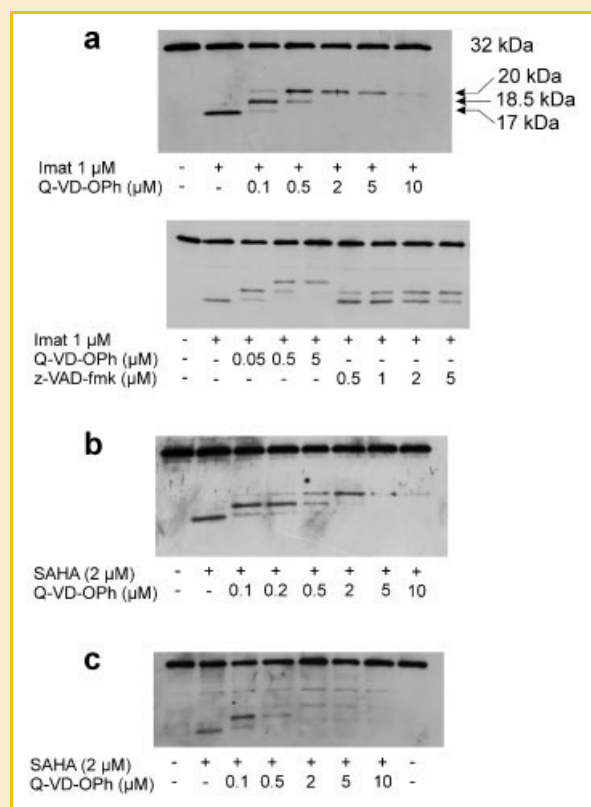 a
32 kDa
20 kDa
18.5 kDa
17 kDa
Imat 1 µM - + + + + + +
Q-VD-OPh (µM) - - 0.1 0.5 2 5 10
Imat 1 µM - + + + + + + + +
Q-VD-OPh (µM) - - 0.05 0.5 5 - - - -
z-VAD-fmk (µM) - - - - - 0.5 1 2 5
b
SAHA (2 µM) - + + + + + + +
Q-VD-OPh (µM) - - 0.1 0.2 0.5 2 5 10
c
SAHA (2 µM) - + + + + + + -
Q-VD-OPh (µM) - - 0.1 0.5 2 5 10 -